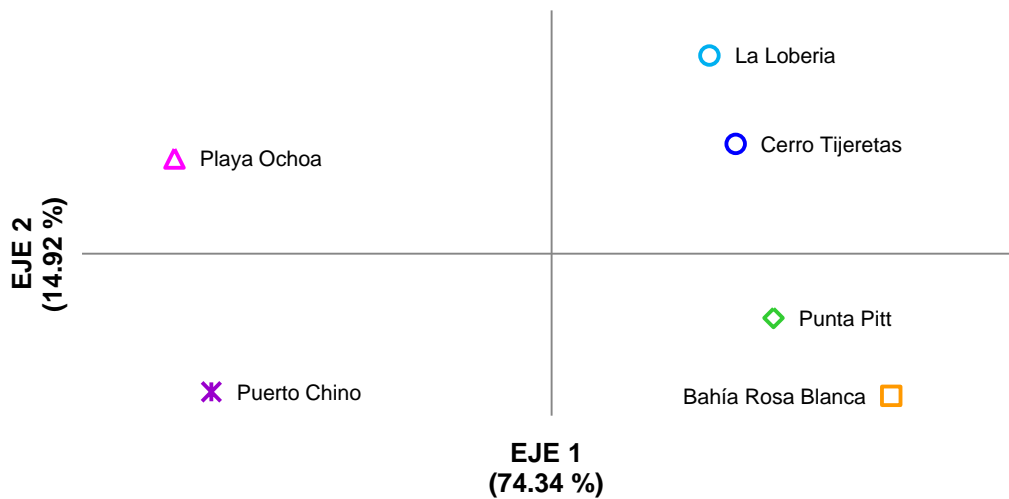 La Loberia
Cerro Tijeretas
Playa Ochoa
EJE 2
(14.92 %)
Punta Pitt
Puerto Chino
Bahía Rosa Blanca
EJE 1
(74.34 %)